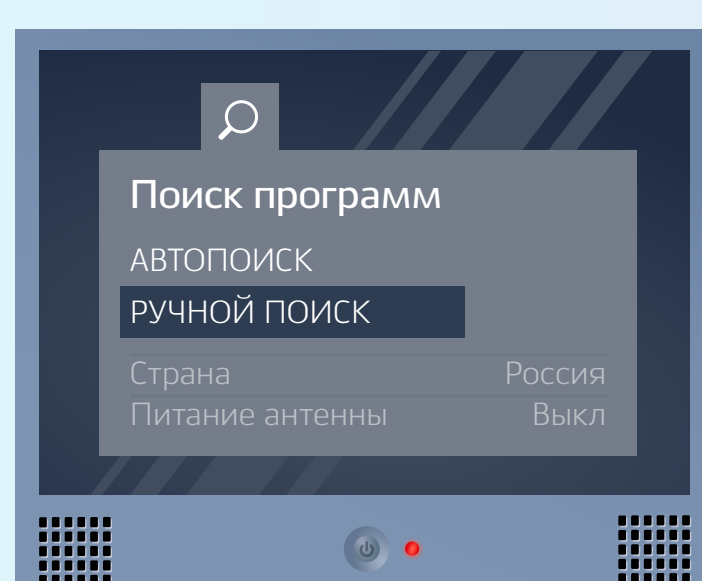 Поиск программ
АВТОПОИСК
РУЧНОЙ ПОИСК
Страна Россия
Питание антенны Выкл